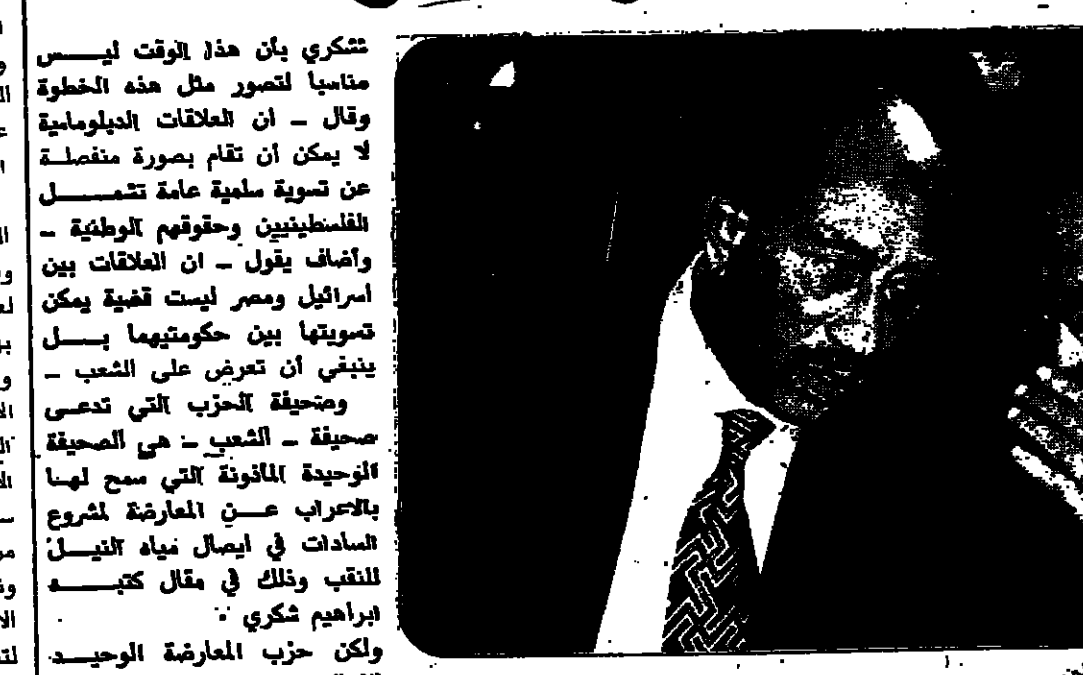 شكري بأن هذا الوقت ليس
مناسبا لتصور مثل هذه الخطوة
وقال – ان العلاقات الدبلوماسية
لا يمكن أن تقام بصورة منفصلة
عن تسوية سلمية عامة تشمل
الفلسطينيين وحقوقهم الوطنية –
وأضاف يقول – ان العلاقات بين
اسرائيل ومصر ليست قضية يمكن
تسويتها بين حكومتيهما بل
ينبغي أن تعرض على الشعب –
وصحيفة الحزب التي تدعى
صحيفة – الشعب – هي الصحيفة
الوحيدة المأذونة التي سمح لها
بالاعراب عن المعارضة لمشروع
السادات في ايصال مياه النيل
للنقب وذلك في مقال كتبه
ابراهيم شكري .
ولكن حزب المعارضة الوحيد